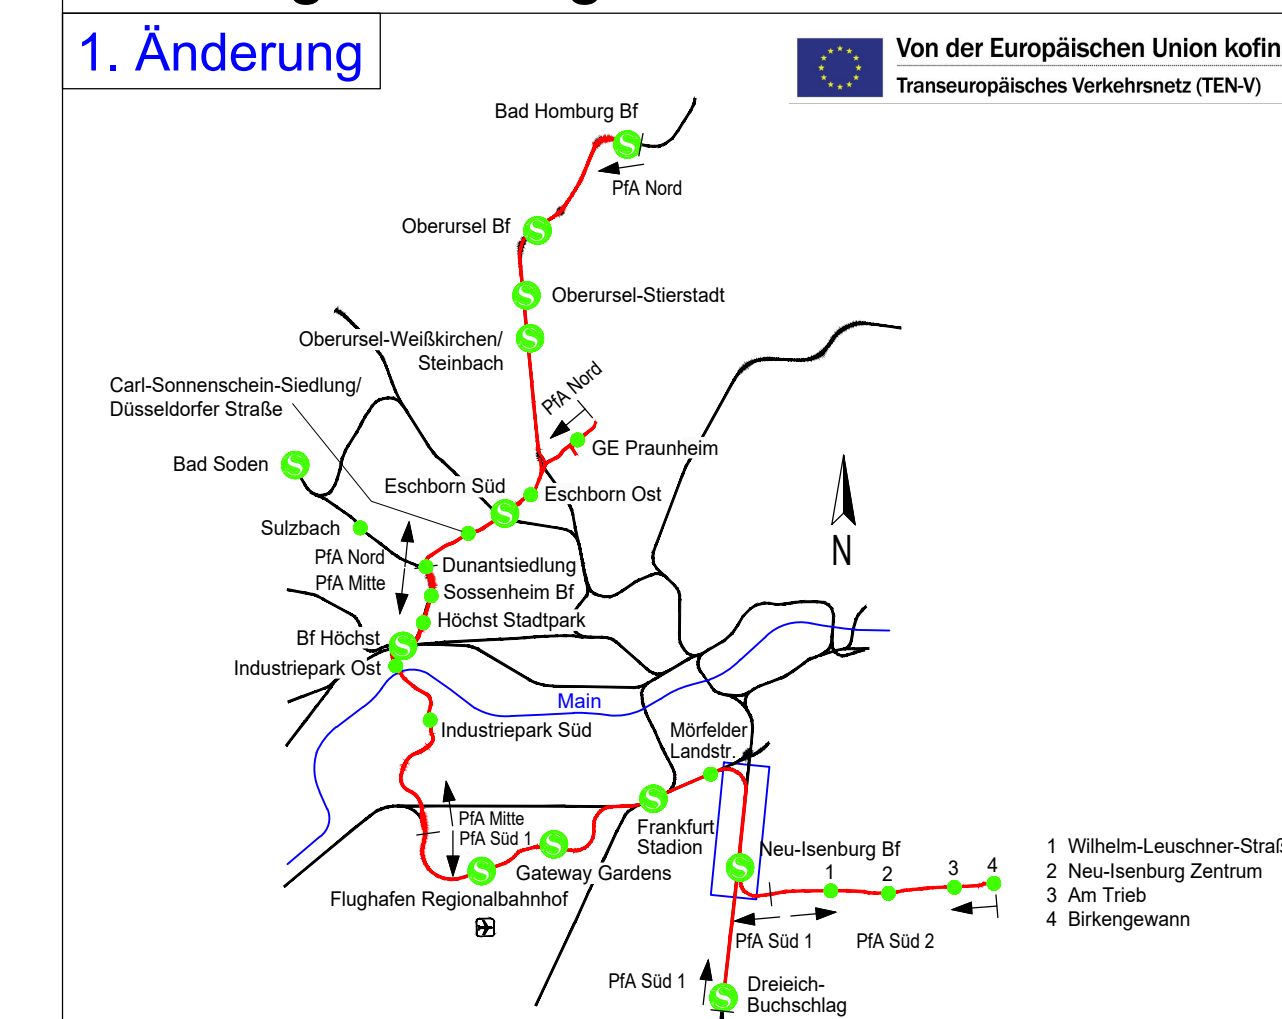 1. Änderung
Von der Europäischen Union kofin
Transeuropäisches Verkehrsnetz (TEN-V)
Bad Homburg Bf
PfA Nord
Oberursel Bf
Oberursel-Stierstadt
Oberursel-Weißkirchen/
Steinbach
PfA Nord
Carl-Sonnenschein-Siedlung/
Düsseldorfer Straße
GE Praunheim
Bad Soden
Eschborn Süd
Eschborn Ost
Sulzbach
N
PfA Nord
PfA Mitte
Dunantsiedlung
Sossenheim Bf
Höchst Stadtpark
Bf Höchst
Industriepark Ost
Main
Industriepark Süd
Mörfelder
Landstr.
PfA Mitte
PfA Süd 1
Frankfurt
Stadion
Gateway Gardens
Flughafen Regionalbahnhof
Neu-Isenburg Bf
1
2
3
4
1 Wilhelm-Leuschner-Straß
2 Neu-Isenburg Zentrum
3 Am Trieb
4 Birkengewann
PfA Süd 1
PfA Süd 2
PfA Süd 1
Dreieich-
Buchschlag